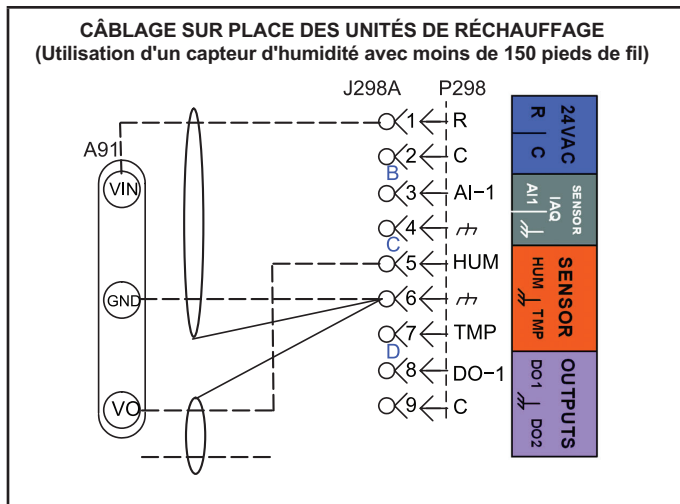 CÂBLAGE SUR PLACE DES UNITÉS DE RÉCHAUFFAGE
(Utilisation d'un capteur d'humidité avec moins de 150 pieds de fil)
J298A P298
A91
VIN
GND
VO
1 R
2 C
B
3 AI-1
4
C
5 HUM
6
7 TMP
D
8 DO-1
9 C
24VAC
R C
SENSOR
IAQ
AI1
SENSOR
HUM TMP
OUTPUTS
DO1 DO2